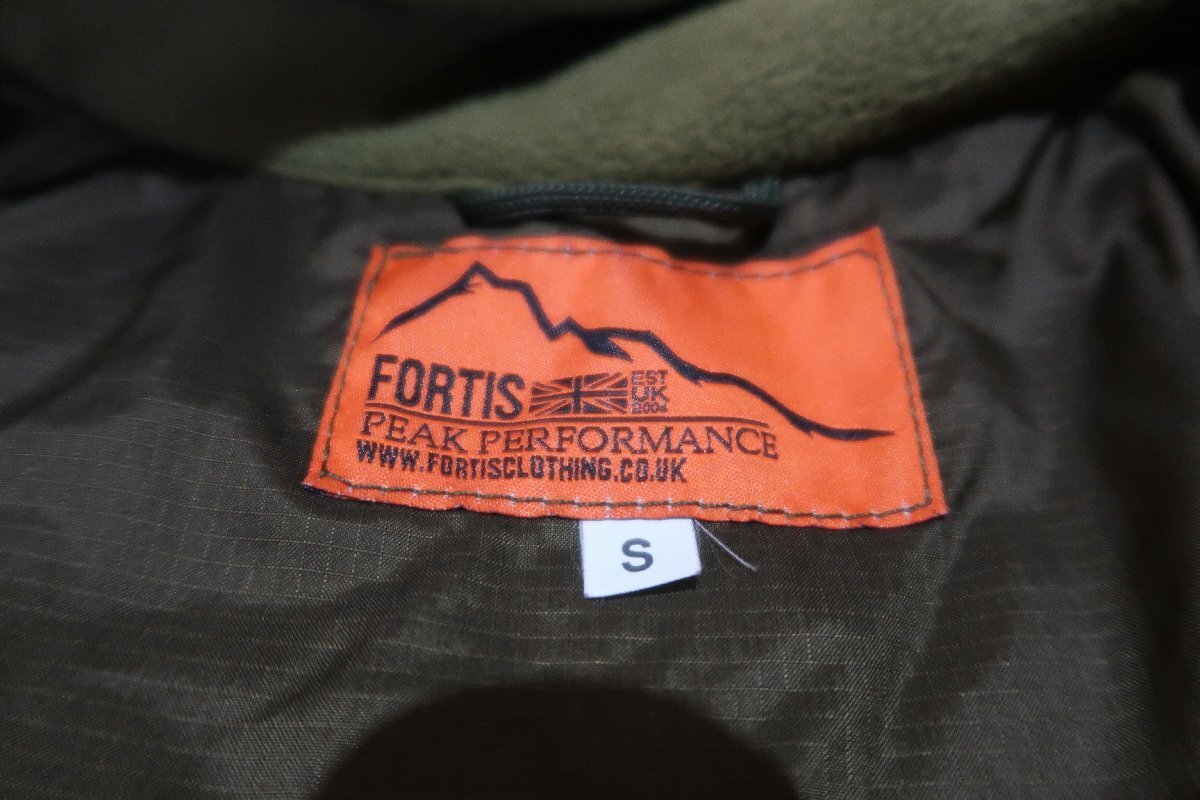 FORTIS
EST
UK
2004
PEAK PERFORMANCE
WWW.FORTISCLOTHING.CO.UK
S